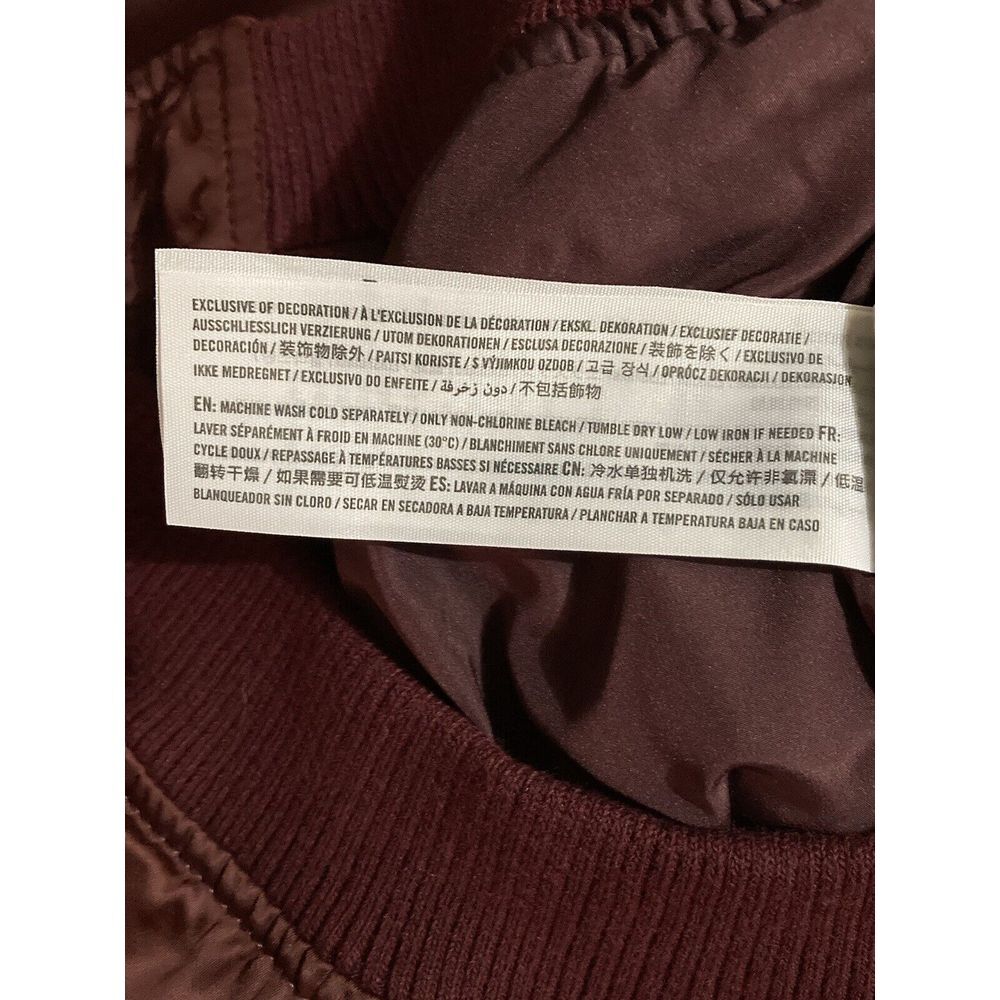 EXCLUSIVE OF DECORATION / À L'EXCLUSION DE LA DÉCORATION / EKSKL. DEKORATION / EXCLUSIEF DECORATIE /
AUSSCHLIESSLICH VERZIERUNG / UTOM DEKORATIONEN / ESCLUSA DECORAZIONE / 装飾を除く / EXCLUSIVO DE
DECORACIÓN / 装饰物除外 / PAITSI KORISTE / S VÝJIMKOU OZDOB / 고급 장식 / OPRÓCZ DEKORACJI / DEKORASJON
IKKE MEDREGNET / EXCLUSIVO DO ENFEITE / دون زخرفة / 不包括飾物
EN: MACHINE WASH COLD SEPARATELY / ONLY NON-CHLORINE BLEACH / TUMBLE DRY LOW / LOW IRON IF NEEDED FR:
LAVER SÉPARÉMENT À FROID EN MACHINE (30°C) / BLANCHIMENT SANS CHLORE UNIQUEMENT / SÉCHER À LA MACHINE
CYCLE DOUX / REPASSAGE À TEMPÉRATURES BASSES SI NÉCESSAIRE CN: 冷水单独机洗 / 仅允许非氯漂 / 低温
翻转干燥 / 如果需要可低温熨烫 ES: LAVAR A MÁQUINA CON AGUA FRÍA POR SEPARADO / SÓLO USAR
BLANQUEADOR SIN CLORO / SECAR EN SECADORA A BAJA TEMPERATURA / PLANCHAR A TEMPERATURA BAJA EN CASO